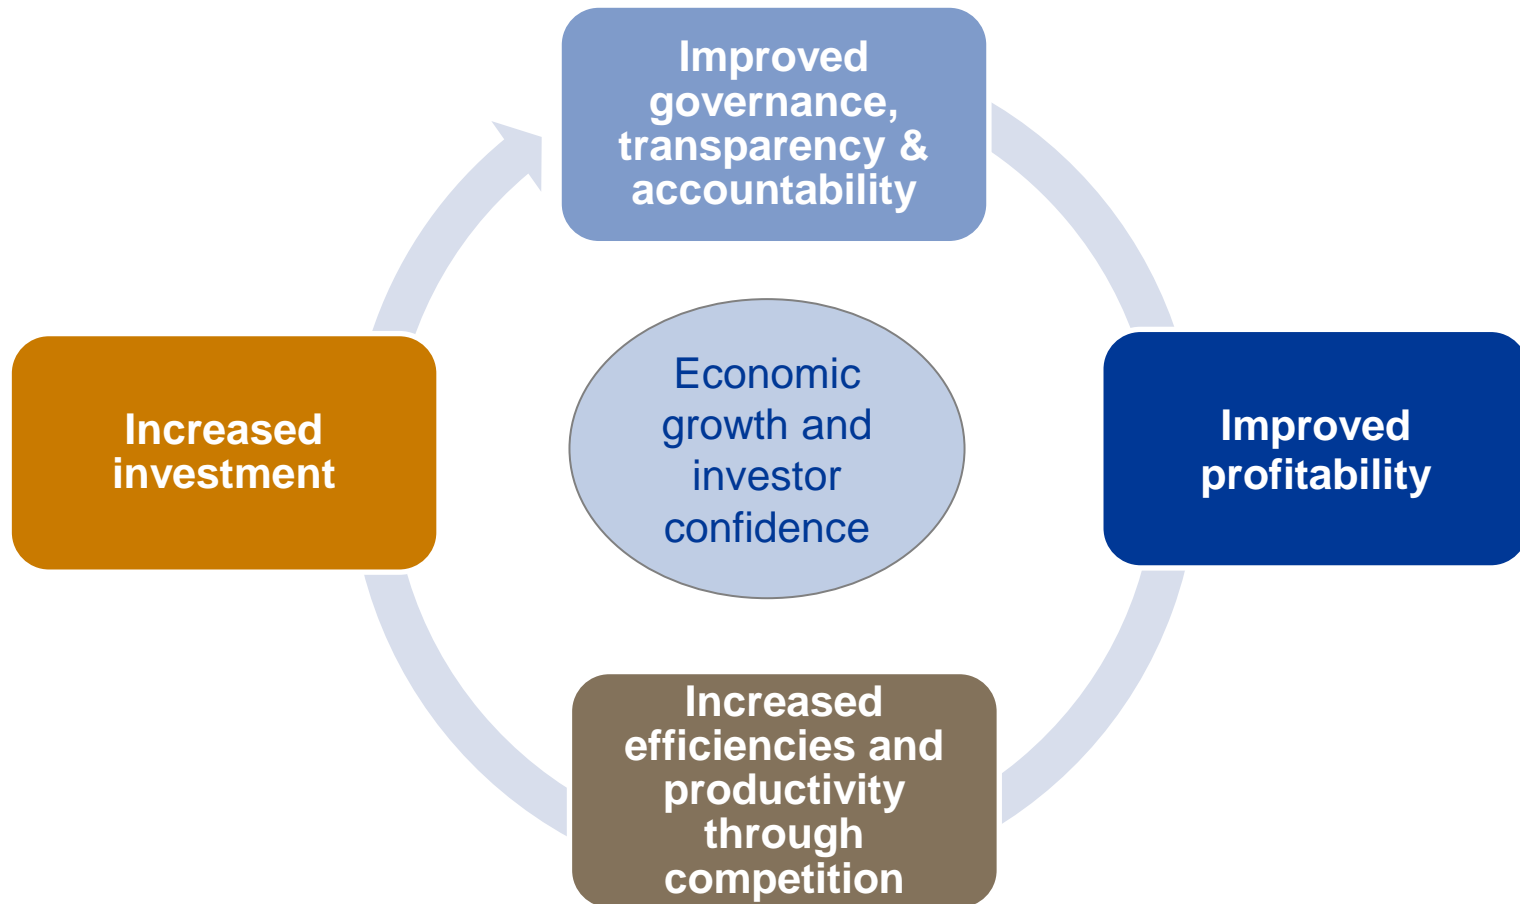 Improved
governance,
transparency &
accountability
Increased
investment
Economic
growth and
investor
confidence
Improved
profitability
Increased
efficiencies and
productivity
through
competition